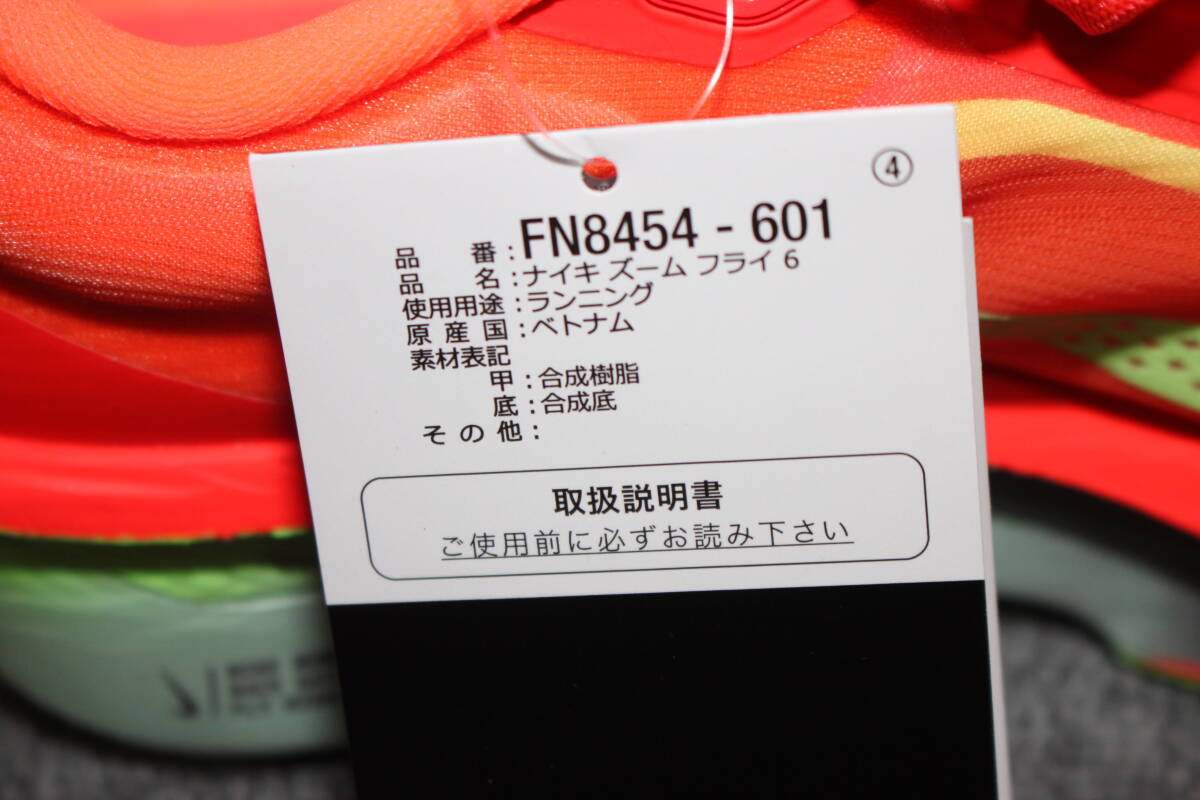 ④
品番:FN8454-601
品名:ナイキ ズーム フライ 6
使用用途:ランニング
原産国:ベトナム
素材表記
甲:合成樹脂
底:合成底
その他:
取扱説明書
ご使用前に必ずお読み下さい